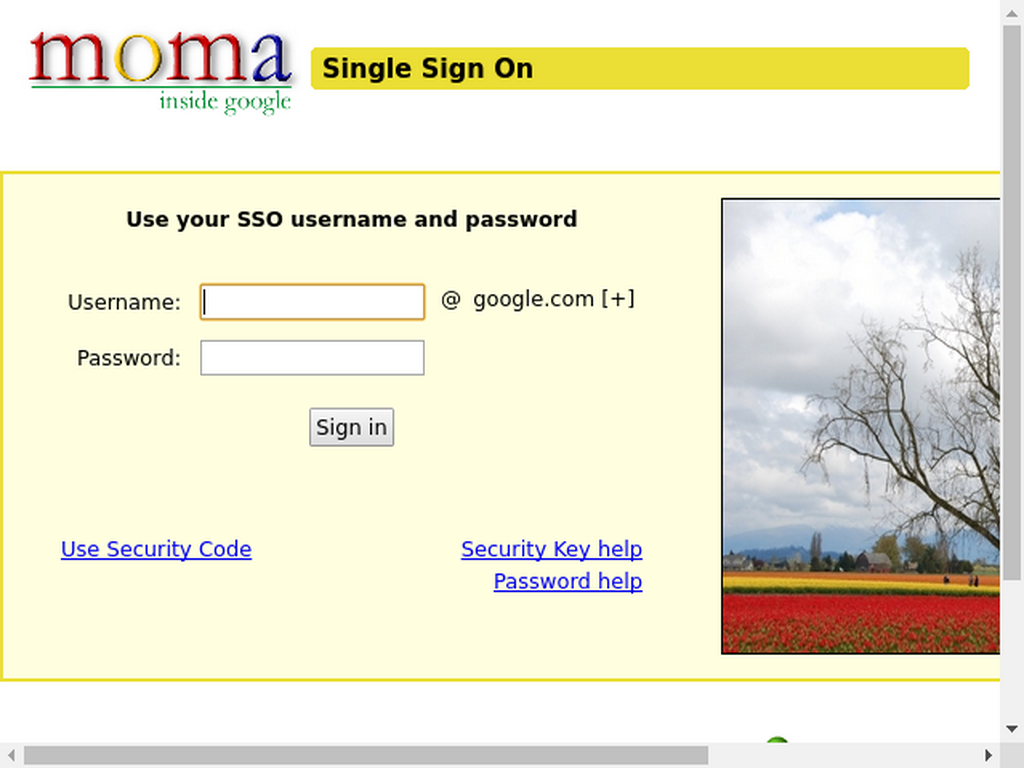 moma
inside google
Single Sign On
Use your SSO username and password
Username:
@ google.com [+]
Password:
Sign in
Use Security Code
Security Key help
Password help